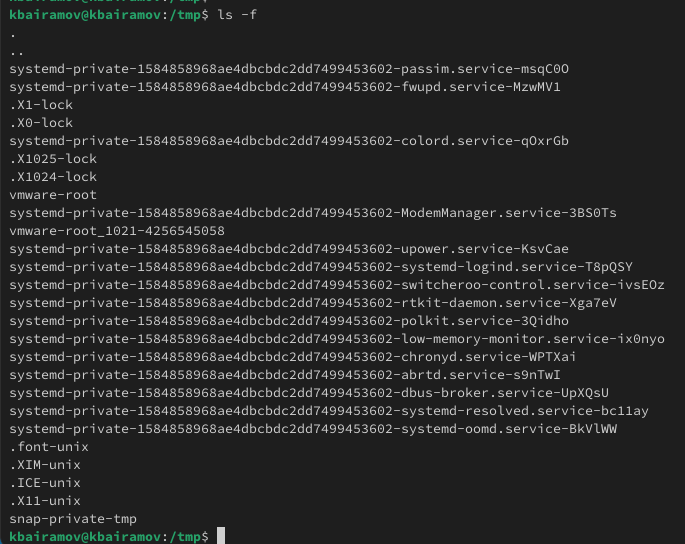 kbairamov@kbairamov:/tmp$ ls -f
.
..
systemd-private-1584858968ae4dbcbdc2dd7499453602-passim.service-msqC0O
systemd-private-1584858968ae4dbcbdc2dd7499453602-fwupd.service-MzwMV1
.X1-lock
.X0-lock
systemd-private-1584858968ae4dbcbdc2dd7499453602-colord.service-qOxrGb
.X1025-lock
.X1024-lock
vmware-root
systemd-private-1584858968ae4dbcbdc2dd7499453602-ModemManager.service-3BS0Ts
vmware-root_1021-4256545058
systemd-private-1584858968ae4dbcbdc2dd7499453602-upower.service-KsvCae
systemd-private-1584858968ae4dbcbdc2dd7499453602-systemd-logind.service-T8pQSY
systemd-private-1584858968ae4dbcbdc2dd7499453602-switcheroo-control.service-ivsEOz
systemd-private-1584858968ae4dbcbdc2dd7499453602-rtkit-daemon.service-Xga7eV
systemd-private-1584858968ae4dbcbdc2dd7499453602-polkit.service-3Qidho
systemd-private-1584858968ae4dbcbdc2dd7499453602-low-memory-monitor.service-ix0nyo
systemd-private-1584858968ae4dbcbdc2dd7499453602-chronyd.service-WPTXai
systemd-private-1584858968ae4dbcbdc2dd7499453602-abrtd.service-s9nTwI
systemd-private-1584858968ae4dbcbdc2dd7499453602-dbus-broker.service-UpXQsU
systemd-private-1584858968ae4dbcbdc2dd7499453602-systemd-resolved.service-bc11ay
systemd-private-1584858968ae4dbcbdc2dd7499453602-systemd-oomd.service-BkVlWW
.font-unix
.XIM-unix
.ICE-unix
.X11-unix
snap-private-tmp
kbairamov@kbairamov:/tmp$